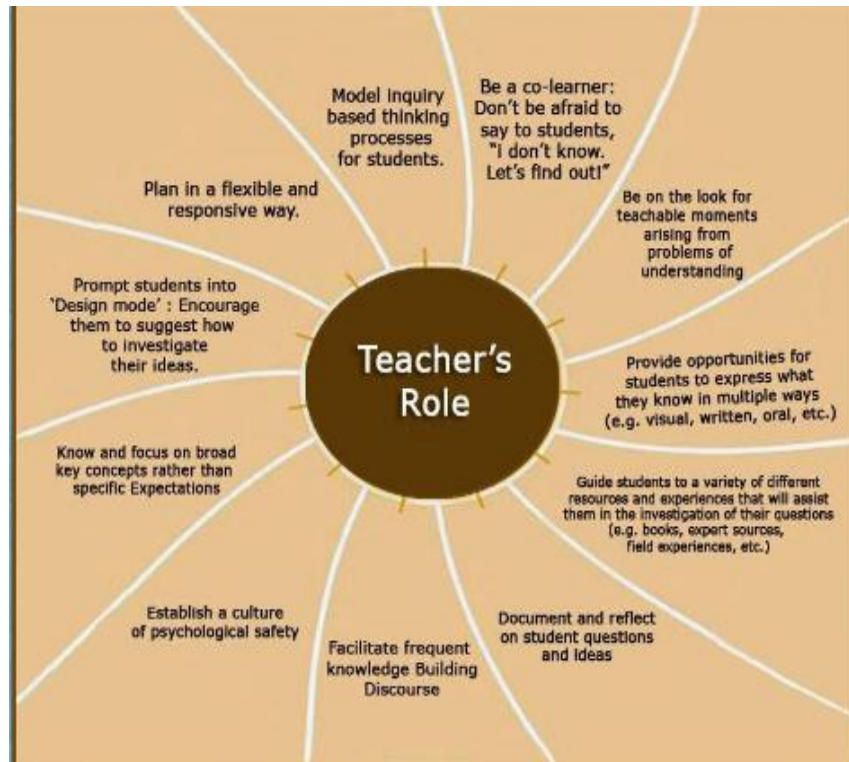 Teacher's
Role
Model inquiry
based thinking
processes
for students.
Be a co-learner:
Don't be afraid to
say to students,
"i don't know.
Let's find out!"
Be on the look for
teachable moments
arising from
problems of
understanding
Provide opportunities for
students to express what
they know in multiple ways
(e.g. visual, written, oral, etc.)
Guide students to a variety of different
resources and experiences that will assist
them in the investigation of their questions
(e.g. books, expert sources,
field experiences, etc.)
Document and reflect
on student questions
and ideas
Facilitate frequent
knowledge Building
Discourse
Establish a culture
of psychological safety
Know and focus on broad
key concepts rather than
specific Expectations
Prompt students into
'Design mode' : Encourage
them to suggest how
to investigate
their ideas.
Plan in a flexible and
responsive way.